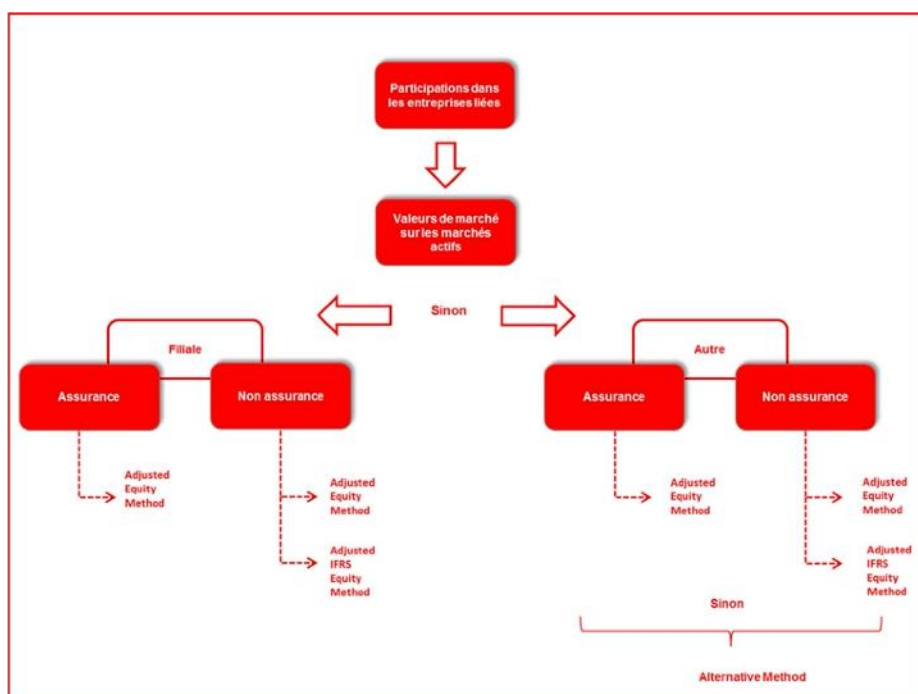 Participations dans
les entreprises liées
Valeurs de marché
sur les marchés
actifs
Sinon
Filiale
Autre
Assurance
Non assurance
Assurance
Non assurance
Adjusted
Equity
Method
Adjusted
Equity
Method
Adjusted
Equity
Method
Adjusted
Equity
Method
Adjusted
IFRS
Equity
Method
Adjusted
IFRS
Equity
Method
Sinon
Alternative Method